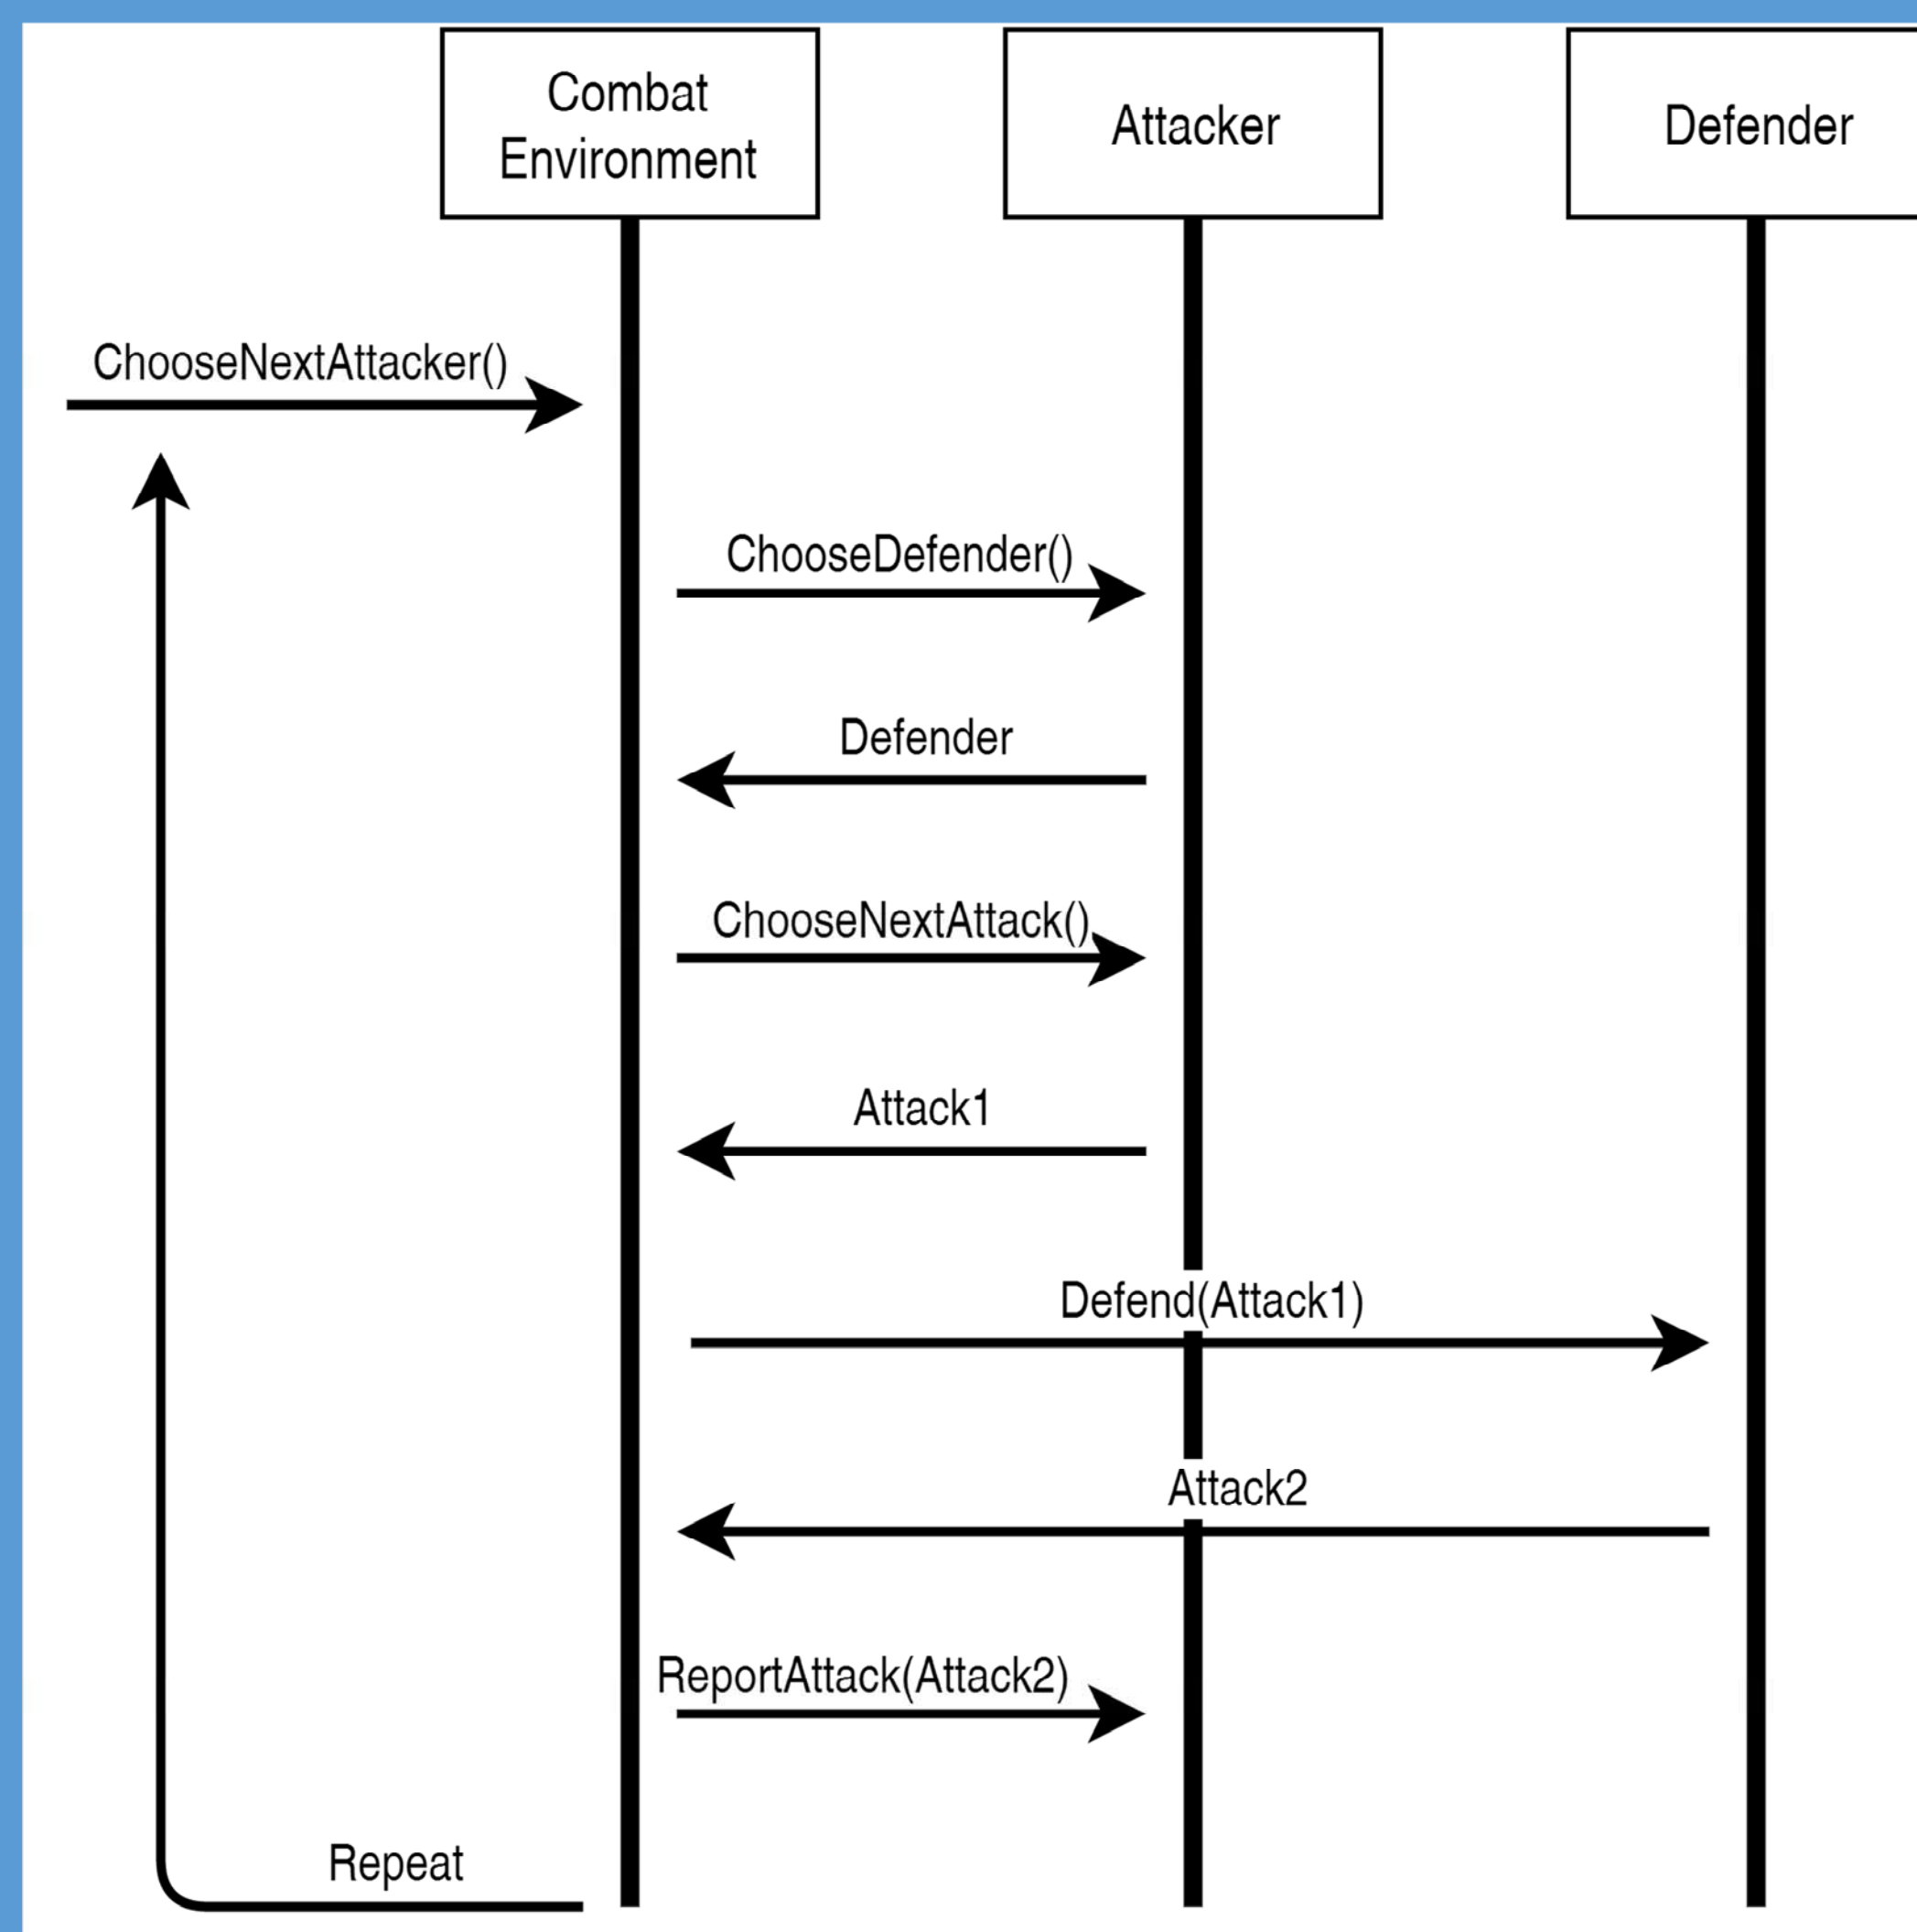 Combat
Environment
Attacker
Defender
ChooseNextAttacker()
ChooseDefender()
Defender
ChooseNextAttack()
Attack1
Defend(Attack1)
Attack2
ReportAttack(Attack2)
Repeat